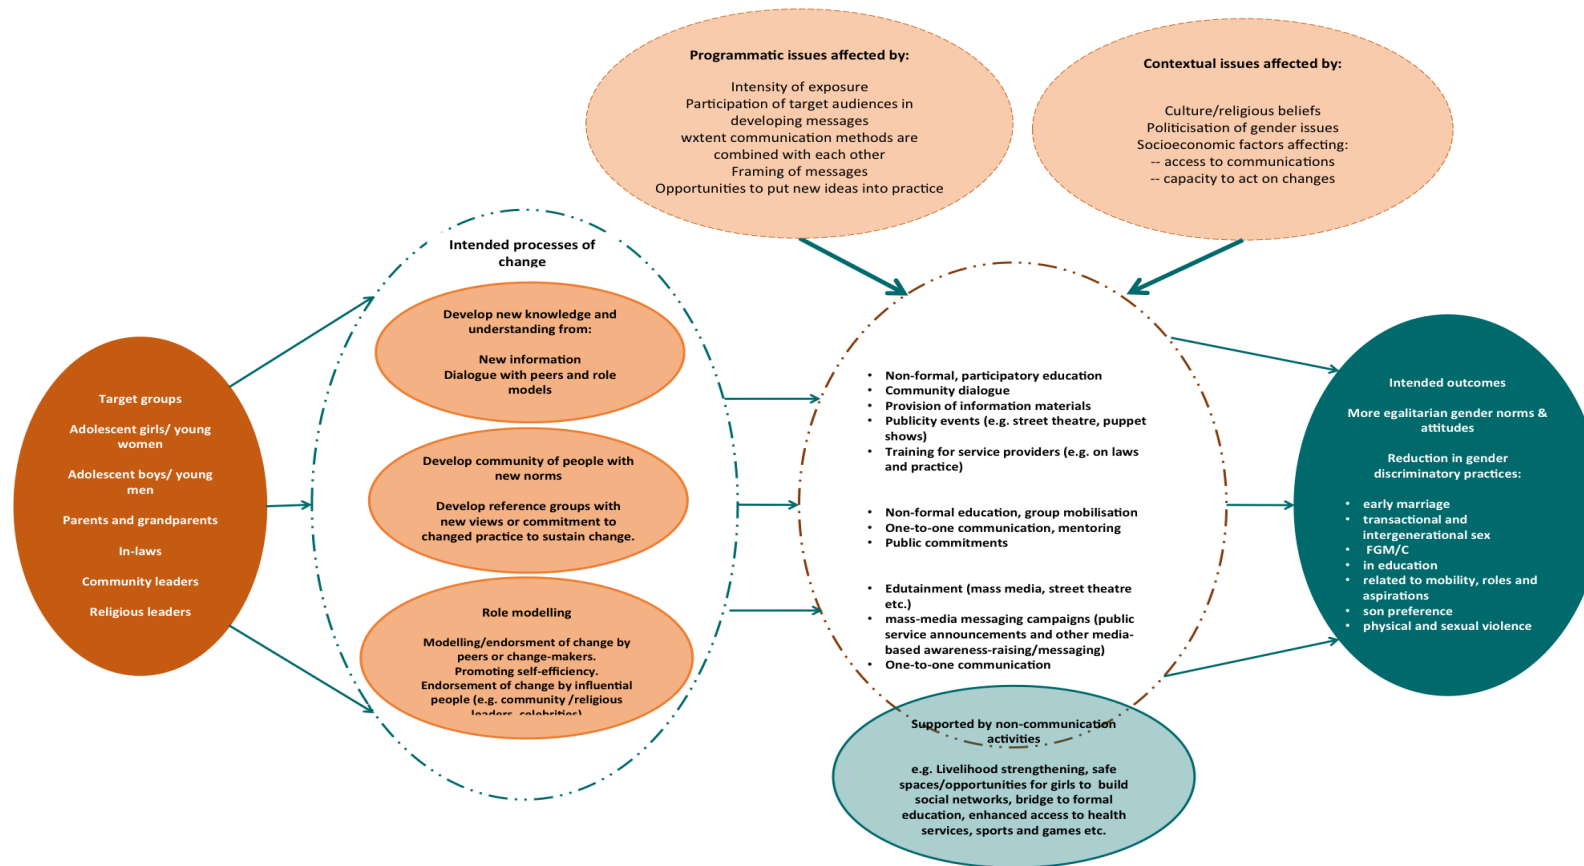 Programmatic issues affected by:
Intensity of exposure
Participation of target audiences in
developing messages
wxtent communication methods are
combined with each other
Framing of messages
Opportunities to put new ideas into practice
Contextual issues affected by:
Culture/religious beliefs
Politicisation of gender issues
Socioeconomic factors affecting:
-- access to communications
-- capacity to act on changes
Target groups
Adolescent girls/ young
women
Adolescent boys/ young
men
Parents and grandparents
In-laws
Community leaders
Religious leaders
Intended processes of
change
Develop new knowledge and
understanding from:
New information
Dialogue with peers and role
models
Develop community of people with
new norms
Develop reference groups with
new views or commitment to
changed practice to sustain change.
Role modelling
Modelling/endorsment of change by
peers or change-makers.
Promoting self-efficiency.
Endorsement of change by influential
people (e.g. community /religious
leaders, celebrities)
• Non-formal, participatory education
• Community dialogue
• Provision of information materials
• Publicity events (e.g. street theatre, puppet
shows)
• Training for service providers (e.g. on laws
and practice)
• Non-formal education, group mobilisation
• One-to-one communication, mentoring
• Public commitments
• Edutainment (mass media, street theatre
etc.)
• mass-media messaging campaigns (public
service announcements and other media-
based awareness-raising/messaging)
• One-to-one communication
Supported by non-communication
activities
e.g. Livelihood strengthening, safe
spaces/opportunities for girls to build
social networks, bridge to formal
education, enhanced access to health
services, sports and games etc.
Intended outcomes
More egalitarian gender norms &
attitudes
Reduction in gender
discriminatory practices:
• early marriage
• transactional and
intergenerational sex
• FGM/C
• in education
• related to mobility, roles and
aspirations
• son preference
• physical and sexual violence